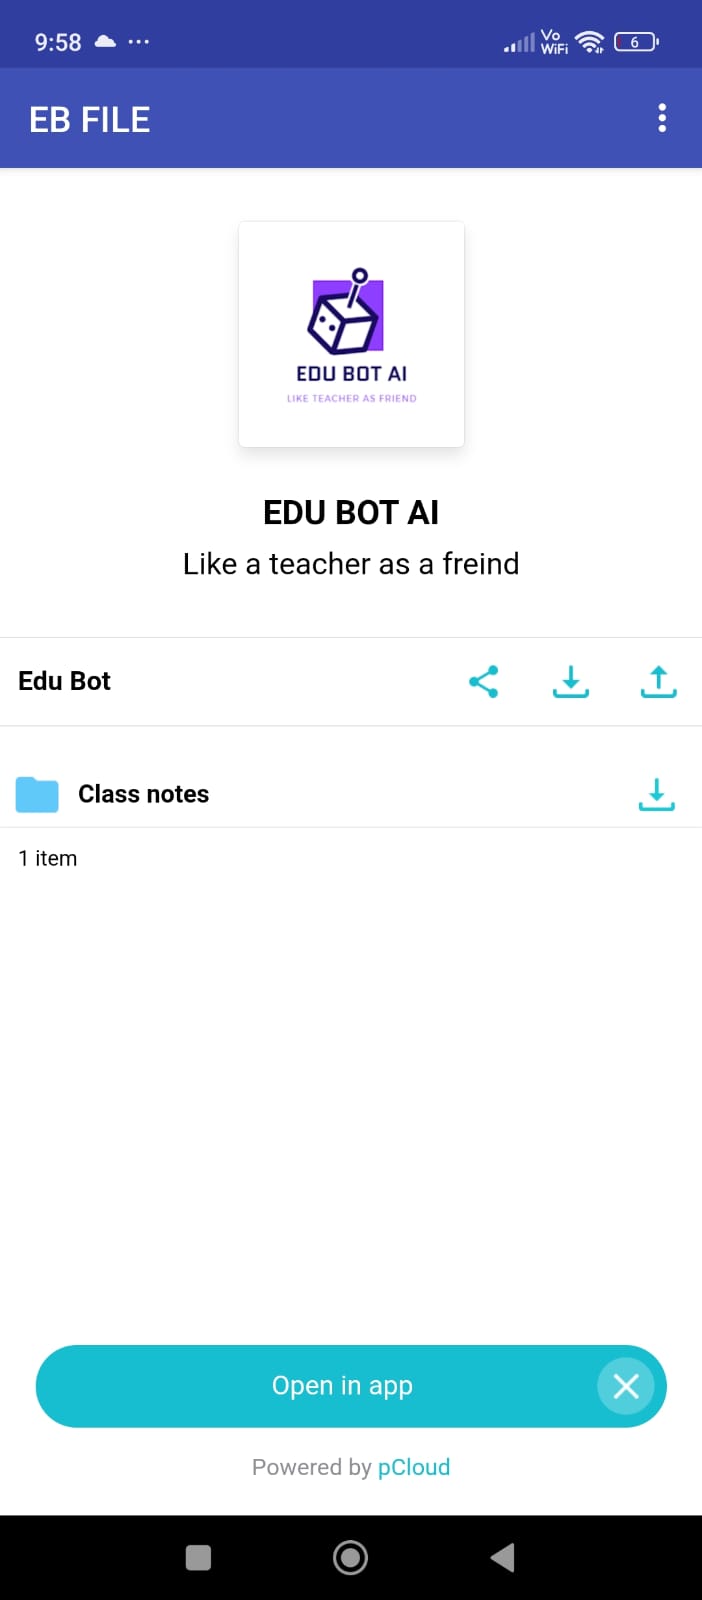 9:58
Vo
WiFi
6
EB FILE
EDU BOT AI
LIKE TEACHER AS FRIEND
EDU BOT AI
Like a teacher as a freind
Edu Bot
Class notes
1 item
Open in app
Powered by pCloud